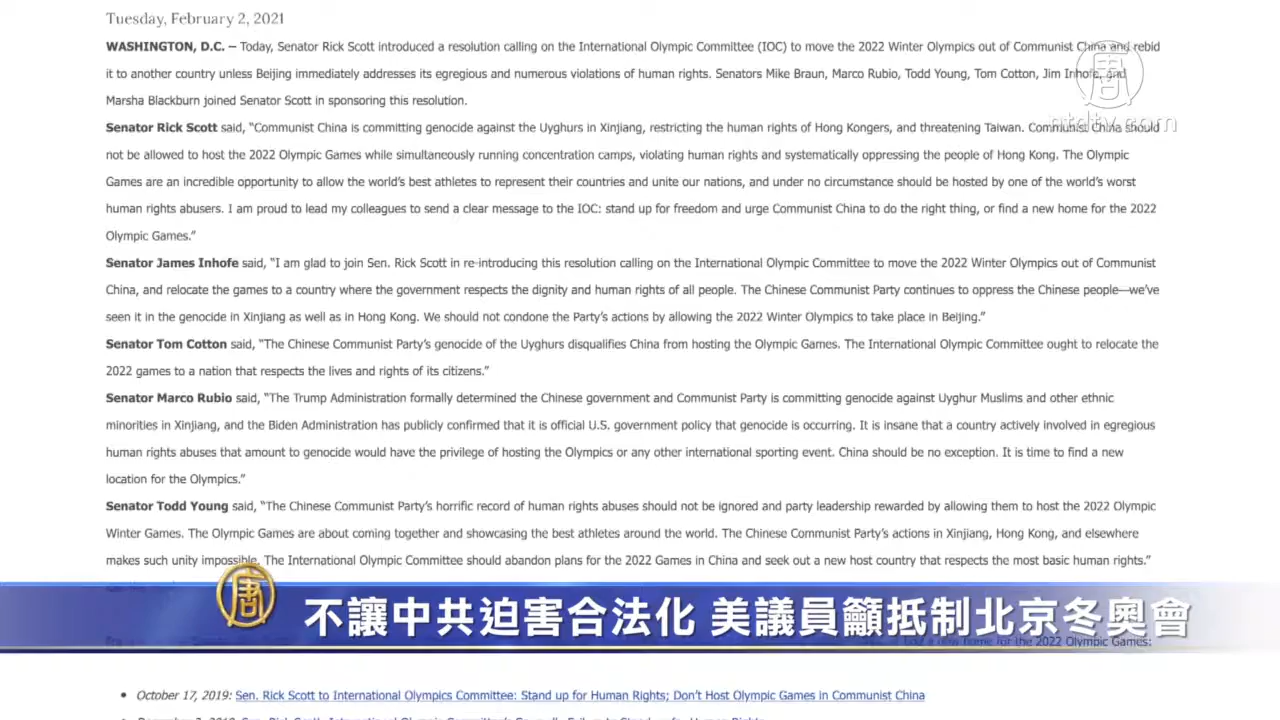 Tuesday, February 2, 2021
WASHINGTON, D.C. – Today, Senator Rick Scott introduced a resolution calling on the International Olympic Committee (IOC) to move the 2022 Winter Olympics out of Communist China and rebid
it to another country unless Beijing immediately addresses its egregious and numerous violations of human rights. Senators Mike Braun, Marco Rubio, Todd Young, Tom Cotton, Jim Inhofe, and
唐
Marsha Blackburn joined Senator Scott in sponsoring this resolution.
ntdtv.com
Senator Rick Scott said, “Communist China is committing genocide against the Uyghurs in Xinjiang, restricting the human rights of Hong Kongers, and threatening Taiwan. Communist China should
not be allowed to host the 2022 Olympic Games while simultaneously running concentration camps, violating human rights and systematically oppressing the people of Hong Kong. The Olympic
Games are an incredible opportunity to allow the world’s best athletes to represent their countries and unite our nations, and under no circumstance should be hosted by one of the world’s worst
human rights abusers. I am proud to lead my colleagues to send a clear message to the IOC: stand up for freedom and urge Communist China to do the right thing, or find a new home for the 2022
Olympic Games.”
Senator James Inhofe said, “I am glad to join Sen. Rick Scott in re-introducing this resolution calling on the International Olympic Committee to move the 2022 Winter Olympics out of Communist
China, and relocate the games to a country where the government respects the dignity and human rights of all people. The Chinese Communist Party continues to oppress the Chinese people—we’ve
seen it in the genocide in Xinjiang as well as in Hong Kong. We should not condone the Party’s actions by allowing the 2022 Winter Olympics to take place in Beijing.”
Senator Tom Cotton said, “The Chinese Communist Party’s genocide of the Uyghurs disqualifies China from hosting the Olympic Games. The International Olympic Committee ought to relocate the
2022 games to a nation that respects the lives and rights of its citizens.”
Senator Marco Rubio said, “The Trump Administration formally determined the Chinese government and Communist Party is committing genocide against Uyghur Muslims and other ethnic
minorities in Xinjiang, and the Biden Administration has publicly confirmed that it is official U.S. government policy that genocide is occurring. It is insane that a country actively involved in egregious
human rights abuses that amount to genocide would have the privilege of hosting the Olympics or any other international sporting event. China should be no exception. It is time to find a new
location for the Olympics.”
Senator Todd Young said, “The Chinese Communist Party’s horrific record of human rights abuses should not be ignored and party leadership rewarded by allowing them to host the 2022 Olympic
Winter Games. The Olympic Games are about coming together and showcasing the best athletes around the world. The Chinese Communist Party’s actions in Xinjiang, Hong Kong, and elsewhere
makes such unity impossible. The International Olympic Committee should abandon plans for the 2022 Games in China and seek out a new host country that respects the most basic human rights.”
唐
不讓中共迫害合法化 美議員籲抵制北京冬奧會
for the 2022 Olympic Games:
October 17, 2019: Sen. Rick Scott to International Olympics Committee: Stand up for Human Rights; Don’t Host Olympic Games in Communist China